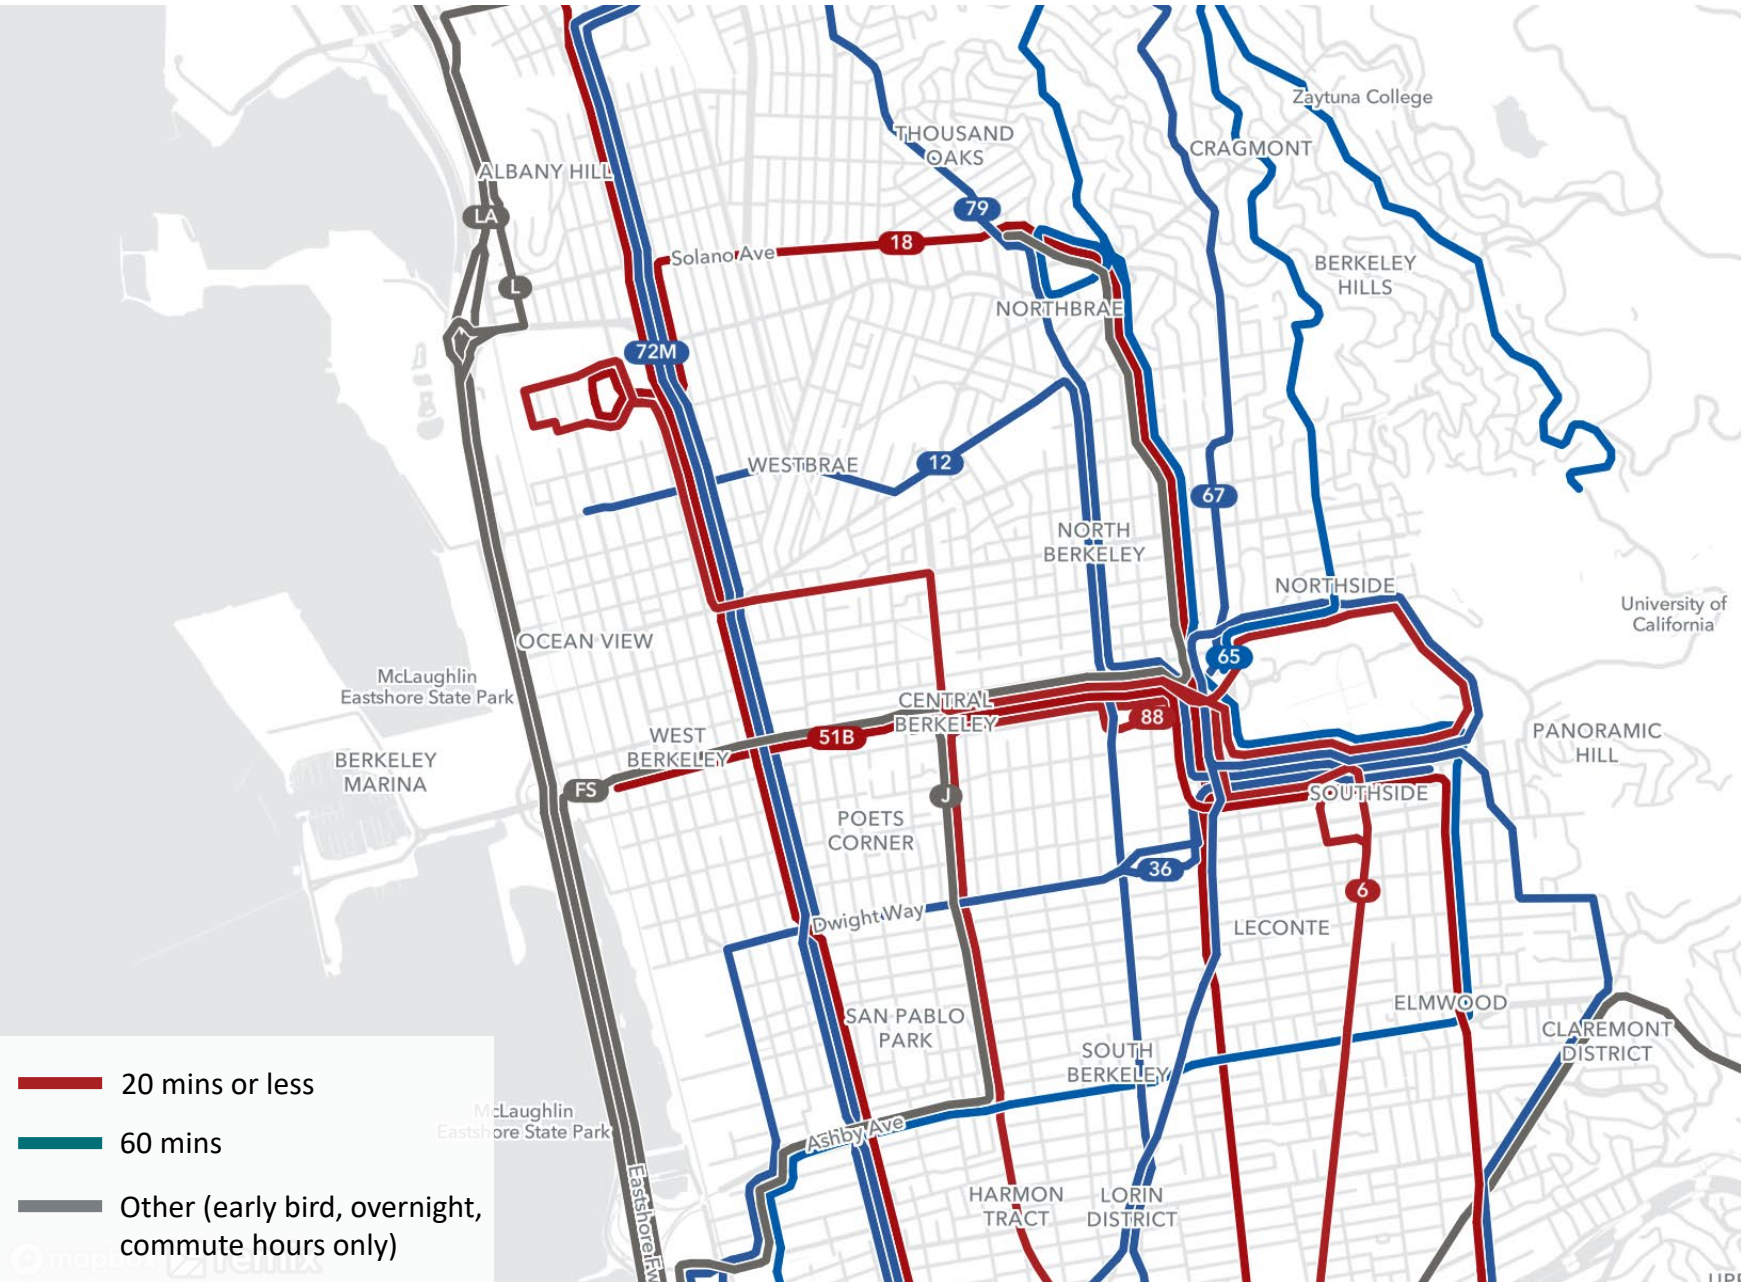 Zaytuna College
THOUSAND
OAKS
CRAGMONT
ALBANY HILL
79
LA
18
Solano Ave
BERKELEY
HILLS
L
NORTHBRAE
72M
WESTBRAE
12
67
NORTH
BERKELEY
NORTHSIDE
University of
California
OCEAN VIEW
65
McLaughlin
Eastshore State Park
CENTRAL
BERKELEY
88
WEST
BERKELEY
51B
PANORAMIC
HILL
BERKELEY
MARINA
FS
J
SOUTHSIDE
POETS
CORNER
36
6
Dwight Way
LECONTE
ELMWOOD
SAN PABLO
PARK
CLAREMONT
DISTRICT
SOUTH
BERKELEY
20 mins or less
McLaughlin
Eastshore State Park
Ashby Ave
60 mins
Eastshore Fw
HARMON
TRACT
LORIN
DISTRICT
Other (early bird, overnight,
commute hours only)
mapbox remix